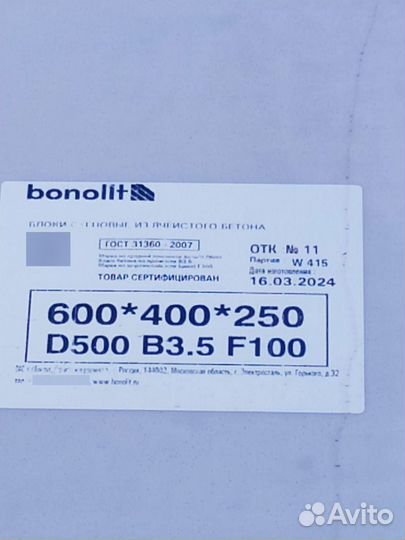 bonolit
БЛОКИ СТЕНОВЫЕ ИЗ ЯЧЕИСТОГО БЕТОНА
ГОСТ 31360 - 2007
ОТК № 11
Партия W 415
Дата изготовления
16.03.2024
ТОВАР СЕРТИФИЦИРОВАН
600*400*250
D500 B3.5 F100
Россия, 144002, Московская область, г. Электросталь, ул. Горького, д.32
www.bonolit.ru
Avito